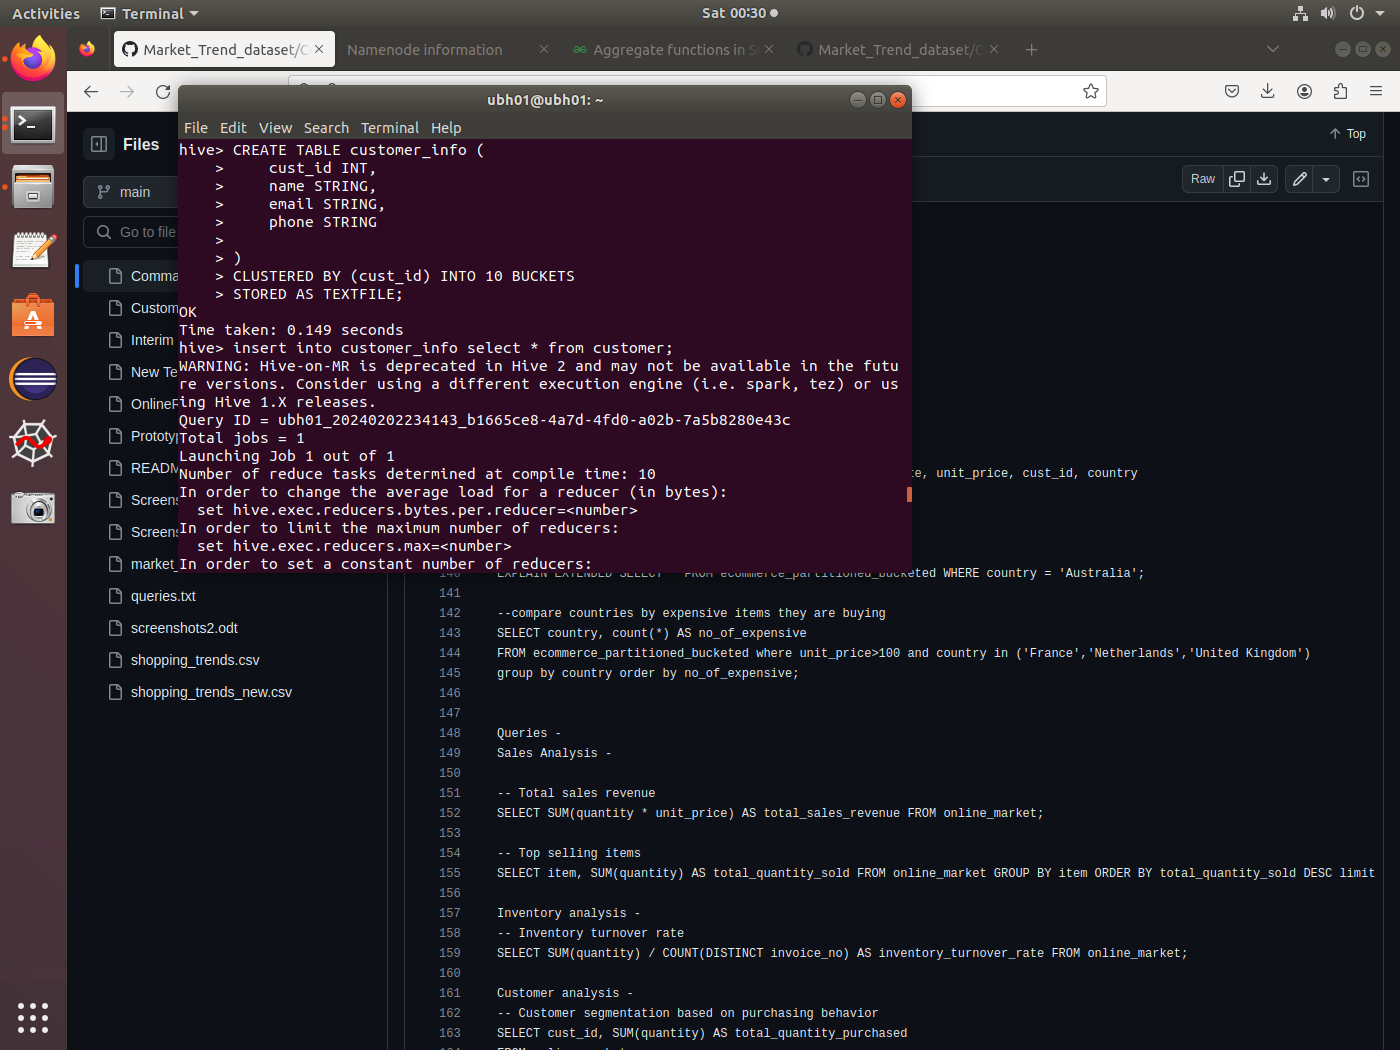 Activities
Terminal
Sat 00:30
Market_Trend_dataset/C
Namenode information
Aggregate functions in S
Market_Trend_dataset/C
ubh01@ubh01: ~
File Edit View Search Terminal Help
hive> CREATE TABLE customer_info (
>     cust_id INT,
>     name STRING,
>     email STRING,
>     phone STRING
>
> )
> CLUSTERED BY (cust_id) INTO 10 BUCKETS
> STORED AS TEXTFILE;
OK
Time taken: 0.149 seconds
hive> insert into customer_info select * from customer;
WARNING: Hive-on-MR is deprecated in Hive 2 and may not be available in the futu
re versions. Consider using a different execution engine (i.e. spark, tez) or us
ing Hive 1.X releases.
Query ID = ubh01_20240202234143_b1665ce8-4a7d-4fd0-a02b-7a5b8280e43c
Total jobs = 1
Launching Job 1 out of 1
Number of reduce tasks determined at compile time: 10
In order to change the average load for a reducer (in bytes):
  set hive.exec.reducers.bytes.per.reducer=<number>
In order to limit the maximum number of reducers:
  set hive.exec.reducers.max=<number>
In order to set a constant number of reducers:
Files
main
Go to file
Comma
Custom
Interim
New Te
OnlineR
Prototyp
READM
Screens
Screens
market_
queries.txt
screenshots2.odt
shopping_trends.csv
shopping_trends_new.csv
Top
Raw
te, unit_price, cust_id, country
140 EXPLAIN EXTENDED SELECT * FROM ecommerce_partitioned_bucketed WHERE country = 'Australia';
141
142 --compare countries by expensive items they are buying
143 SELECT country, count(*) AS no_of_expensive
144 FROM ecommerce_partitioned_bucketed where unit_price>100 and country in ('France','Netherlands','United Kingdom')
145 group by country order by no_of_expensive;
146
147
148 Queries -
149 Sales Analysis -
150
151 -- Total sales revenue
152 SELECT SUM(quantity * unit_price) AS total_sales_revenue FROM online_market;
153
154 -- Top selling items
155 SELECT item, SUM(quantity) AS total_quantity_sold FROM online_market GROUP BY item ORDER BY total_quantity_sold DESC limit
156
157 Inventory analysis -
158 -- Inventory turnover rate
159 SELECT SUM(quantity) / COUNT(DISTINCT invoice_no) AS inventory_turnover_rate FROM online_market;
160
161 Customer analysis -
162 -- Customer segmentation based on purchasing behavior
163 SELECT cust_id, SUM(quantity) AS total_quantity_purchased